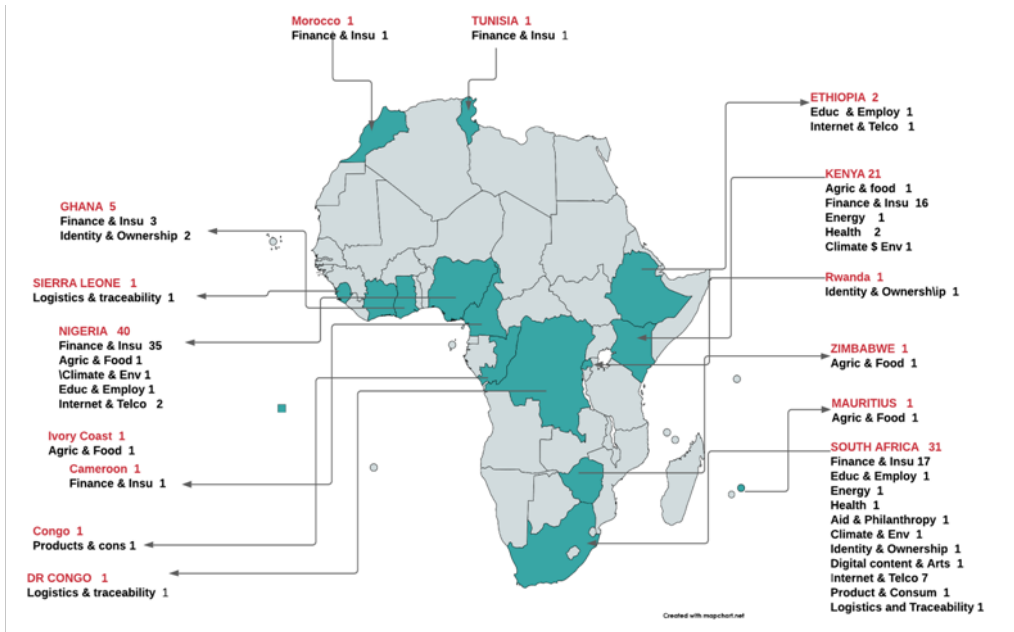 Morocco 1
Finance & Insu 1
TUNISIA 1
Finance & Insu 1
ETHIOPIA 2
Educ & Employ 1
Internet & Telco 1
KENYA 21
Agric & food 1
Finance & Insu 16
Energy 1
Health 2
Climate $ Env 1
GHANA 5
Finance & Insu 3
Identity & Ownership 2
Rwanda 1
Identity & Ownersh\ip 1
SIERRA LEONE 1
Logistics & traceability 1
NIGERIA 40
Finance & Insu 35
Agric & Food 1
\Climate & Env 1
Educ & Employ 1
Internet & Telco 2
ZIMBABWE 1
Agric & Food 1
MAURITIUS 1
Agric & Food 1
Ivory Coast 1
Agric & Food 1
Cameroon 1
Finance & Insu 1
SOUTH AFRICA 31
Finance & Insu 17
Educ & Employ 1
Energy 1
Health 1
Aid & Philanthropy 1
Climate & Env 1
Identity & Ownership 1
Digital content & Arts 1
Internet & Telco 7
Product & Consum 1
Logistics and Traceability 1
Congo 1
Products & cons 1
DR CONGO 1
Logistics & traceability 1
Created with mapchart.net